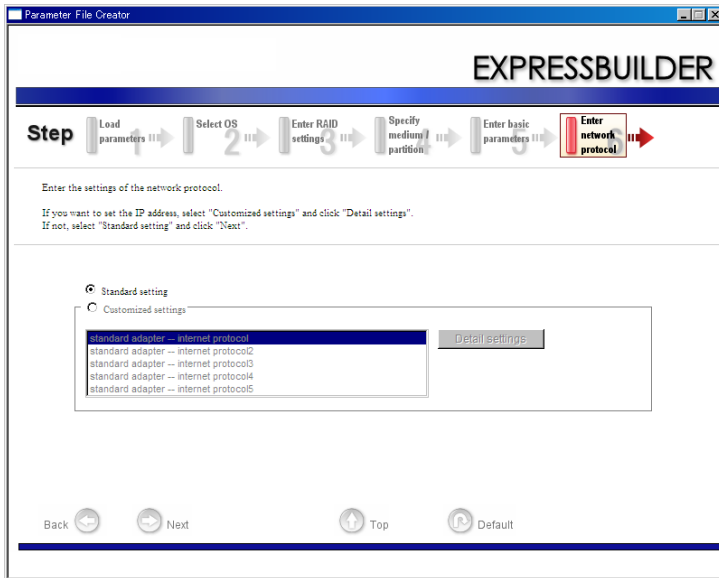 Parameter File Creator
EXPRESSBUILDER
Step
Load
parameters
1
Select OS
2
Enter RAID
settings
3
Specify
medium /
partition
4
Enter basic
parameters
5
Enter
network
protocol
6
Enter the settings of the network protocol.
If you want to set the IP address, select "Customized settings" and click "Detail settings".
If not, select "Standard setting" and click "Next".
Standard setting
Customized settings
standard adapter -- internet protocol
standard adapter -- internet protocol2
standard adapter -- internet protocol3
standard adapter -- internet protocol4
standard adapter -- internet protocol5
Detail settings
Back
Next
Top
Default